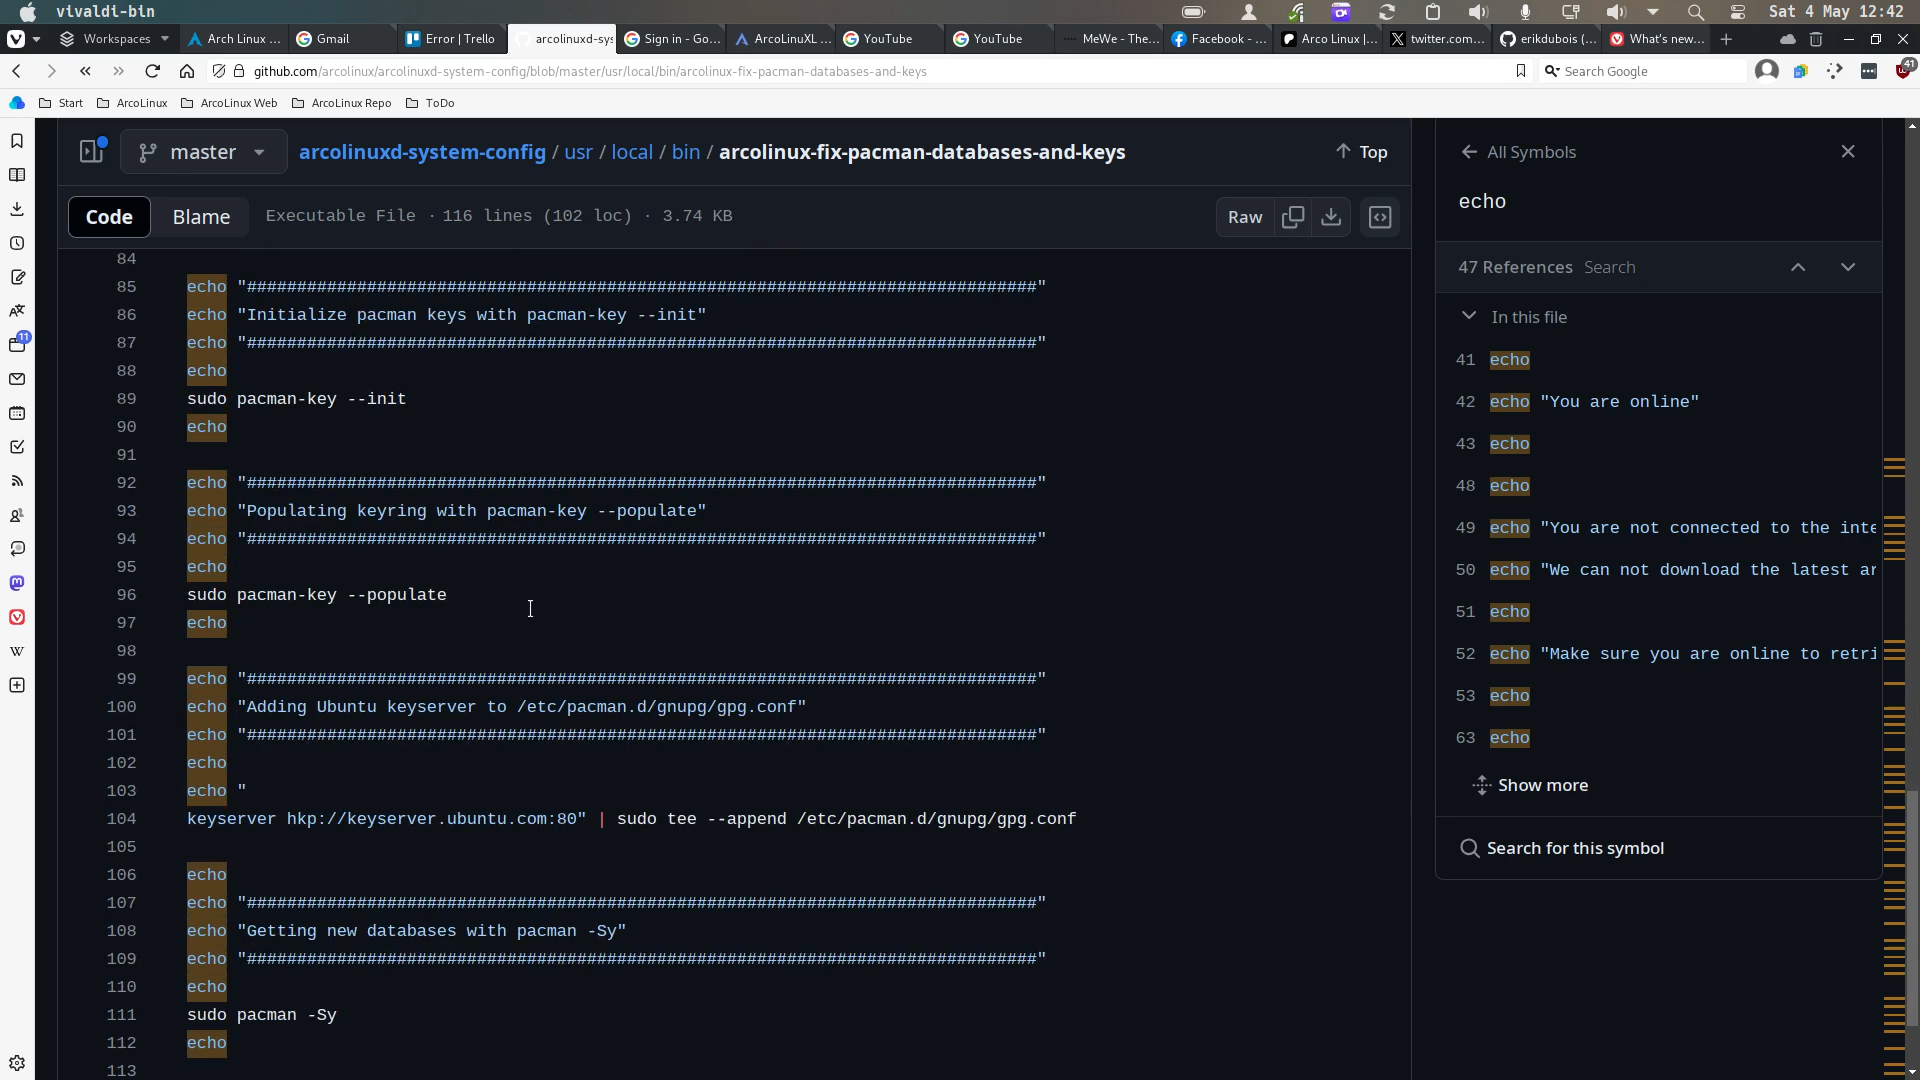 vivaldi-bin
Sat 4 May 12:42
Workspaces
Arch Linux ...
Gmail
Error | Trello
arcolinuxd-sys
Sign in - Go...
ArcoLinuXL ...
YouTube
YouTube
MeWe - The...
Facebook - ...
Arco Linux |...
twitter.com...
erikdubois (...
What's new...
github.com/arcolinux/arcolinuxd-system-config/blob/master/usr/local/bin/arcolinux-fix-pacman-databases-and-keys
Search Google
41
Start
ArcoLinux
ArcoLinux Web
ArcoLinux Repo
ToDo
11
master
arcolinuxd-system-config / usr / local / bin / arcolinux-fix-pacman-databases-and-keys
Top
Code
Blame
Executable File · 116 lines (102 loc) · 3.74 KB
Raw
84
85 echo "###############################################################################"
86 echo "Initialize pacman keys with pacman-key --init"
87 echo "###############################################################################"
88 echo
89 sudo pacman-key --init
90 echo
91
92 echo "###############################################################################"
93 echo "Populating keyring with pacman-key --populate"
94 echo "###############################################################################"
95 echo
96 sudo pacman-key --populate
97 echo
98
99 echo "###############################################################################"
100 echo "Adding Ubuntu keyserver to /etc/pacman.d/gnupg/gpg.conf"
101 echo "###############################################################################"
102 echo
103 echo "
104 keyserver hkp://keyserver.ubuntu.com:80" | sudo tee --append /etc/pacman.d/gnupg/gpg.conf
105
106 echo
107 echo "###############################################################################"
108 echo "Getting new databases with pacman -Sy"
109 echo "###############################################################################"
110 echo
111 sudo pacman -Sy
112 echo
113
All Symbols
echo
47 References Search
In this file
41 echo
42 echo "You are online"
43 echo
48 echo
49 echo "You are not connected to the inte
50 echo "We can not download the latest ar
51 echo
52 echo "Make sure you are online to retri
53 echo
63 echo
Show more
Search for this symbol